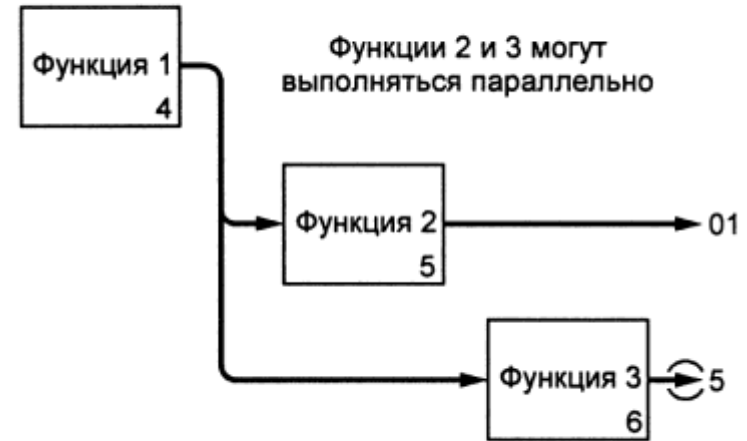 Функция 1
4
Функции 2 и 3 могут
выполняться параллельно
Функция 2
5
01
Функция 3
6
5